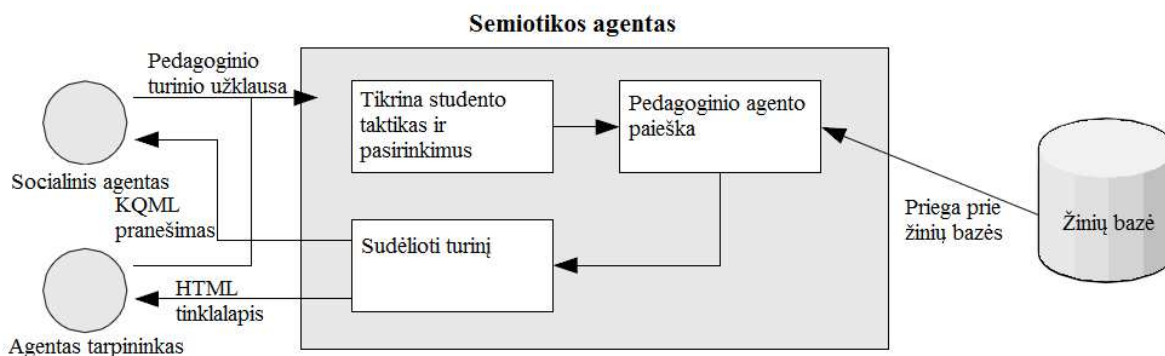 Semiotikos agentas
Pedagoginio
turinio užklausa
Tikrina studento
taktikas ir
pasirinkimus
Pedagoginio agento
paieška
Socialinis agentas
KQML
pranešimas
Sudėlioti turinį
Priega prie
žinių bazės
Žinių bazė
HTML
tinklalapis
Agentas tarpininkas